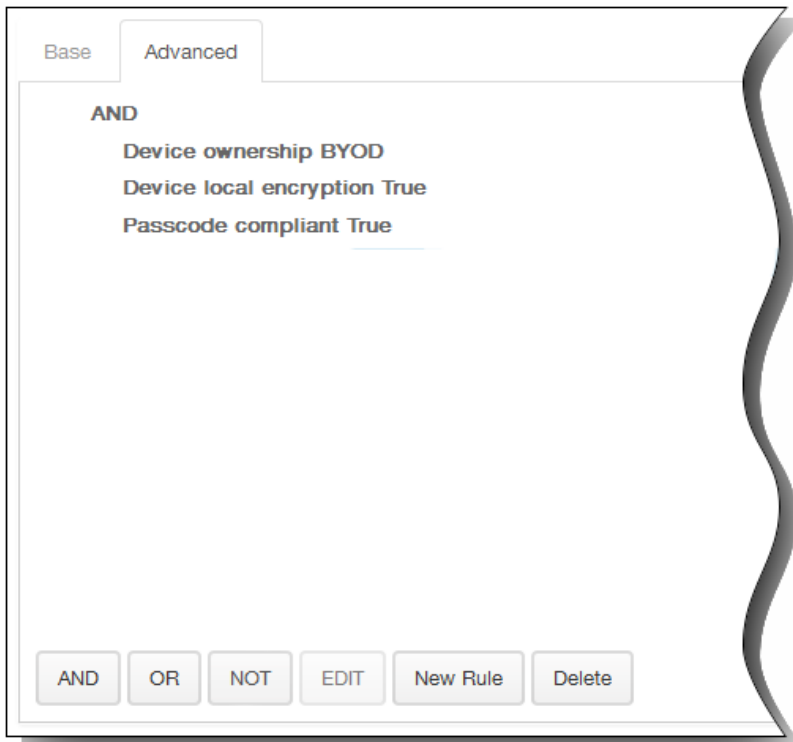 Base Advanced
AND
Device ownership BYOD
Device local encryption True
Passcode compliant True
AND OR NOT EDIT New Rule Delete